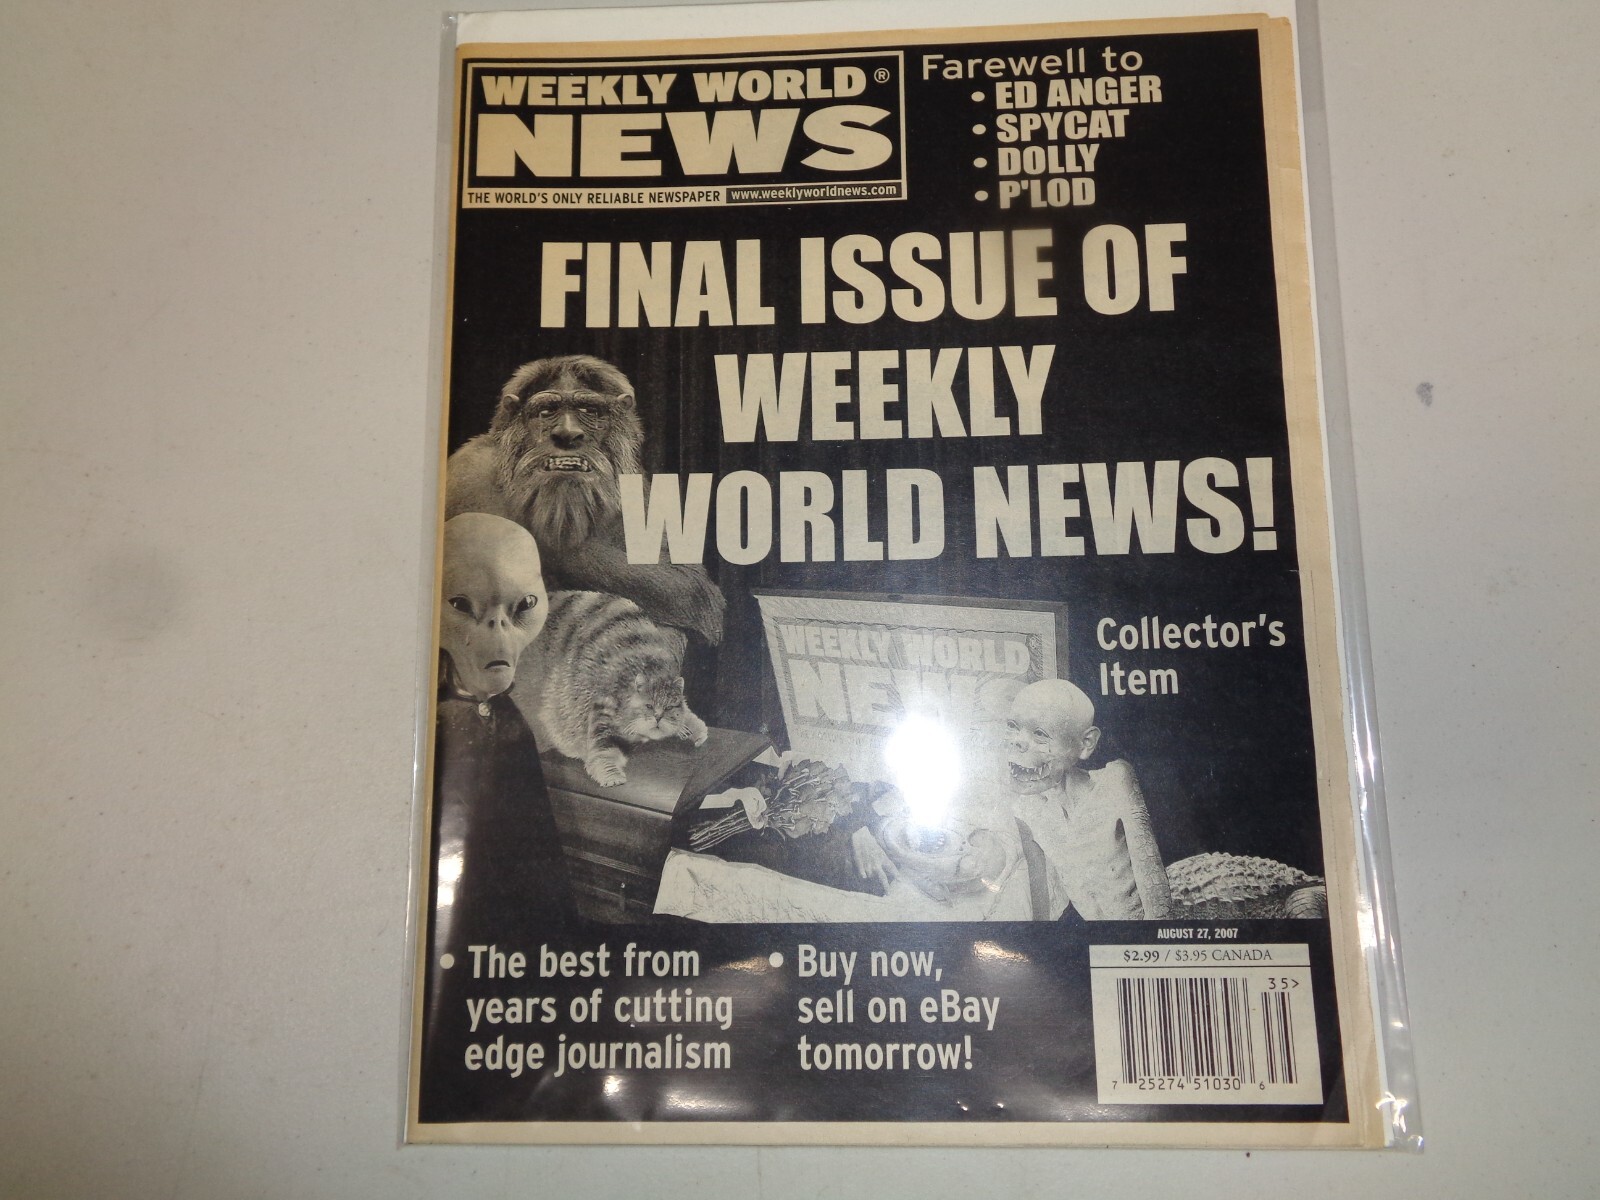 WEEKLY WORLD®
NEWS
THE WORLD'S ONLY RELIABLE NEWSPAPER www.weeklyworldnews.com
Farewell to
• ED ANGER
• SPYCAT
• DOLLY
• P'LOD
FINAL ISSUE OF
WEEKLY
WORLD NEWS!
WEEKLY WORLD®
NEWS
Collector's
Item
• The best from
years of cutting
edge journalism
• Buy now,
sell on eBay
tomorrow!
AUGUST 27, 2007
$2.99 / $3.95 CANADA
35>
7 25274 51030 6